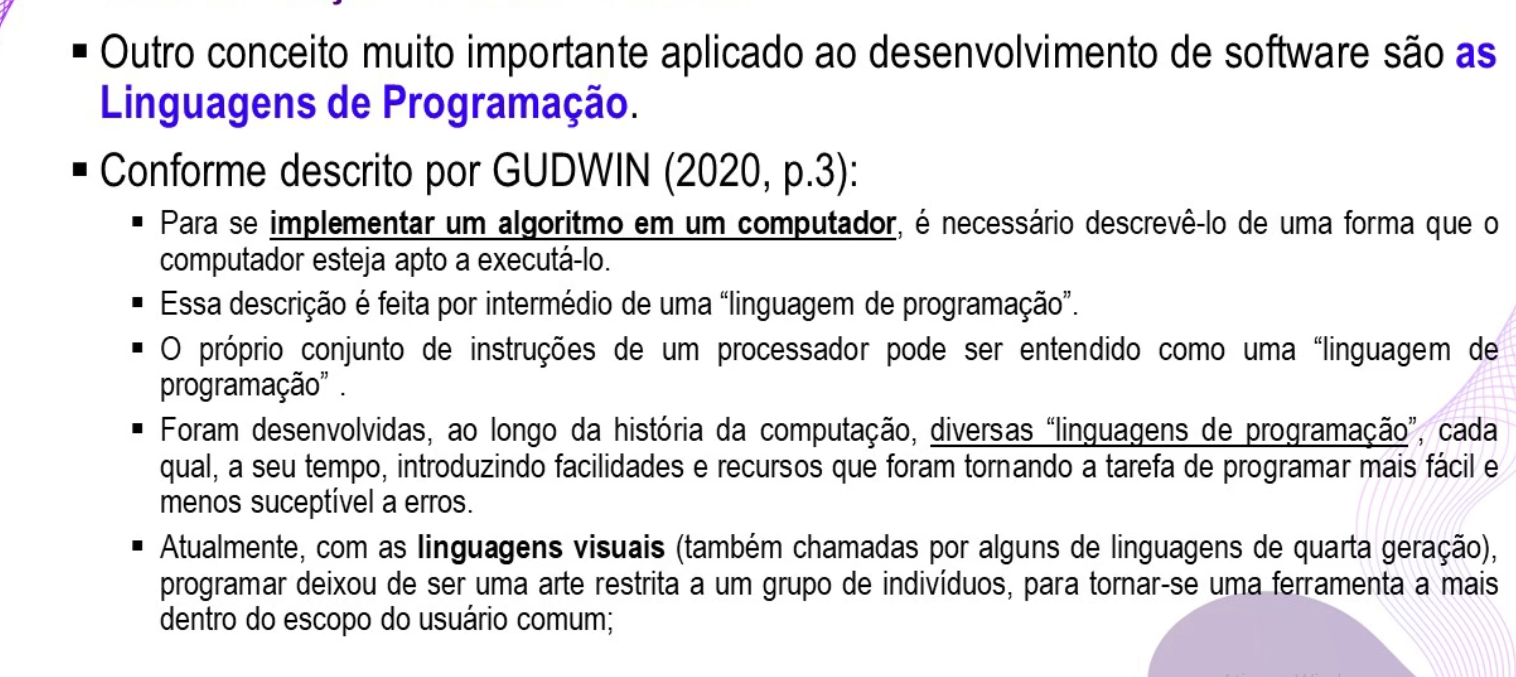 ▪ Outro conceito muito importante aplicado ao desenvolvimento de software são as
Linguagens de Programação.
▪ Conforme descrito por GUDWIN (2020, p.3):
▪ Para se implementar um algoritmo em um computador, é necessário descrevê-lo de uma forma que o
computador esteja apto a executá-lo.
▪ Essa descrição é feita por intermédio de uma “linguagem de programação”.
▪ O próprio conjunto de instruções de um processador pode ser entendido como uma “linguagem de
programação” .
▪ Foram desenvolvidas, ao longo da história da computação, diversas “linguagens de programação”, cada
qual, a seu tempo, introduzindo facilidades e recursos que foram tornando a tarefa de programar mais fácil e
menos suceptível a erros.
▪ Atualmente, com as linguagens visuais (também chamadas por alguns de linguagens de quarta geração),
programar deixou de ser uma arte restrita a um grupo de indivíduos, para tornar-se uma ferramenta a mais
dentro do escopo do usuário comum;